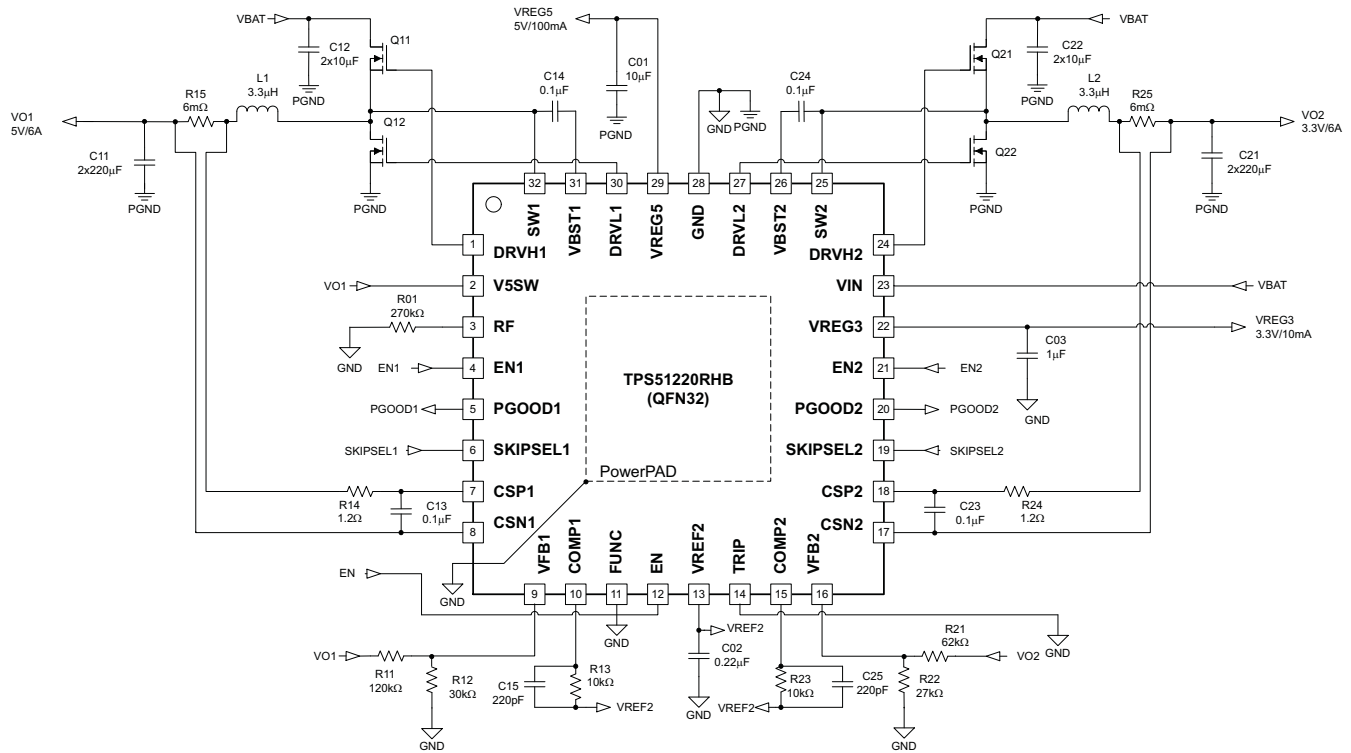 VBAT
C12
2x10μF
PGND
Q11
L1
3.3μH
R15
6mΩ
VO1
5V/6A
C11
2x220μF
PGND
Q12
PGND
C14
0.1μF
VREG5
5V/100mA
C01
10μF
PGND
GND
PGND
C24
0.1μF
Q21
VBAT
C22
2x10μF
PGND
L2
3.3μH
R25
6mΩ
VO2
3.3V/6A
C21
2x220μF
PGND
Q22
PGND
32
31
30
29
28
27
26
25
SW1
VBST1
DRVL1
VREG5
GND
DRVL2
VBST2
SW2
1
DRVH1
VO1
2
V5SW
R01
270kΩ
GND
3
RF
EN1
4
EN1
PGOOD1
5
PGOOD1
SKIPSEL1
6
SKIPSEL1
R14
1.2Ω
C13
0.1μF
7
CSP1
8
CSN1
24
DRVH2
23
VIN
VBAT
22
VREG3
VREG3
3.3V/10mA
C03
1μF
GND
21
EN2
EN2
20
PGOOD2
PGOOD2
19
SKIPSEL2
SKIPSEL2
18
CSP2
C23
0.1μF
R24
1.2Ω
17
CSN2
TPS51220RHB
(QFN32)
PowerPAD
GND
VFB1
COMP1
FUNC
EN
VREF2
TRIP
COMP2
VFB2
9
10
11
12
13
14
15
16
EN
GND
VREF2
C02
0.22μF
GND
GND
VO1
R11
120kΩ
R12
30kΩ
GND
C15
220pF
R13
10kΩ
VREF2
VREF2
R23
10kΩ
C25
220pF
R21
62kΩ
VO2
R22
27kΩ
GND